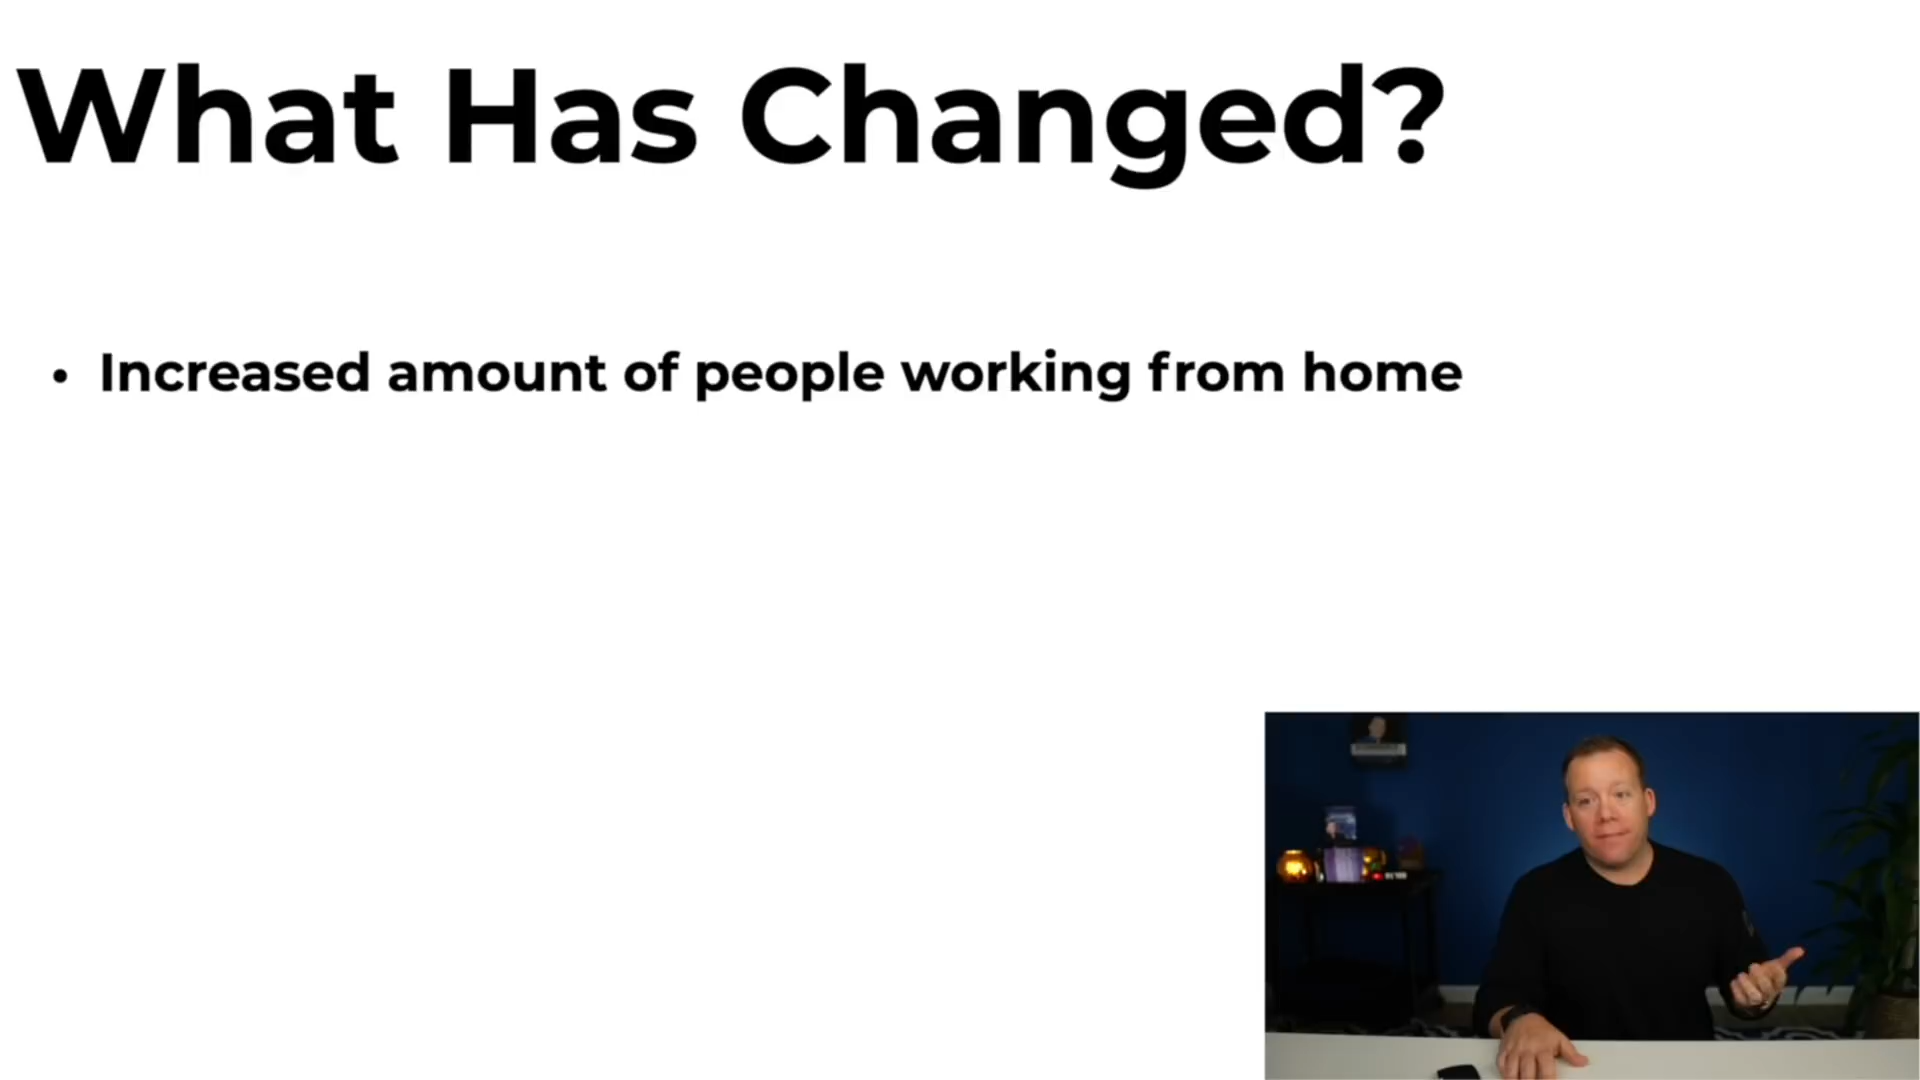 What Has Changed?
• Increased amount of people working from home